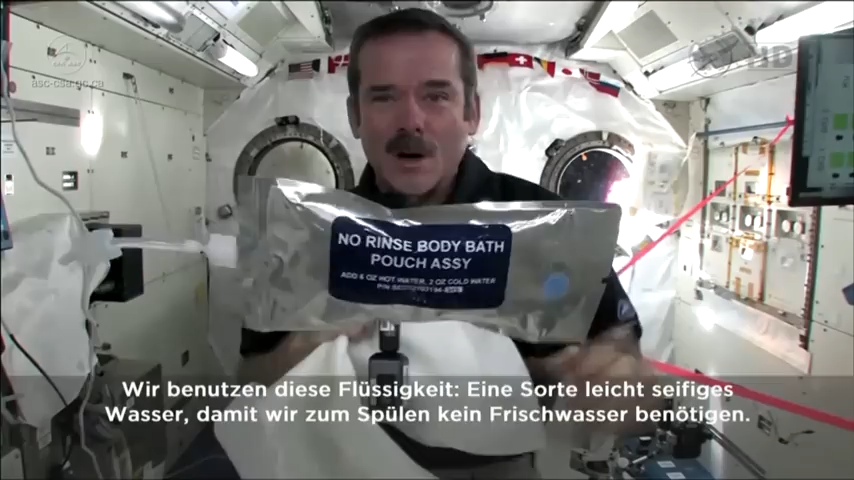 asc-csa.gc.ca
HD
NO RINSE BODY BATH
POUCH ASSY
ADD 6 OZ HOT WATER, 2 OZ COLD WATER
Wir benutzen diese Flüssigkeit: Eine Sorte leicht seifiges
Wasser, damit wir zum Spülen kein Frischwasser benötigen.